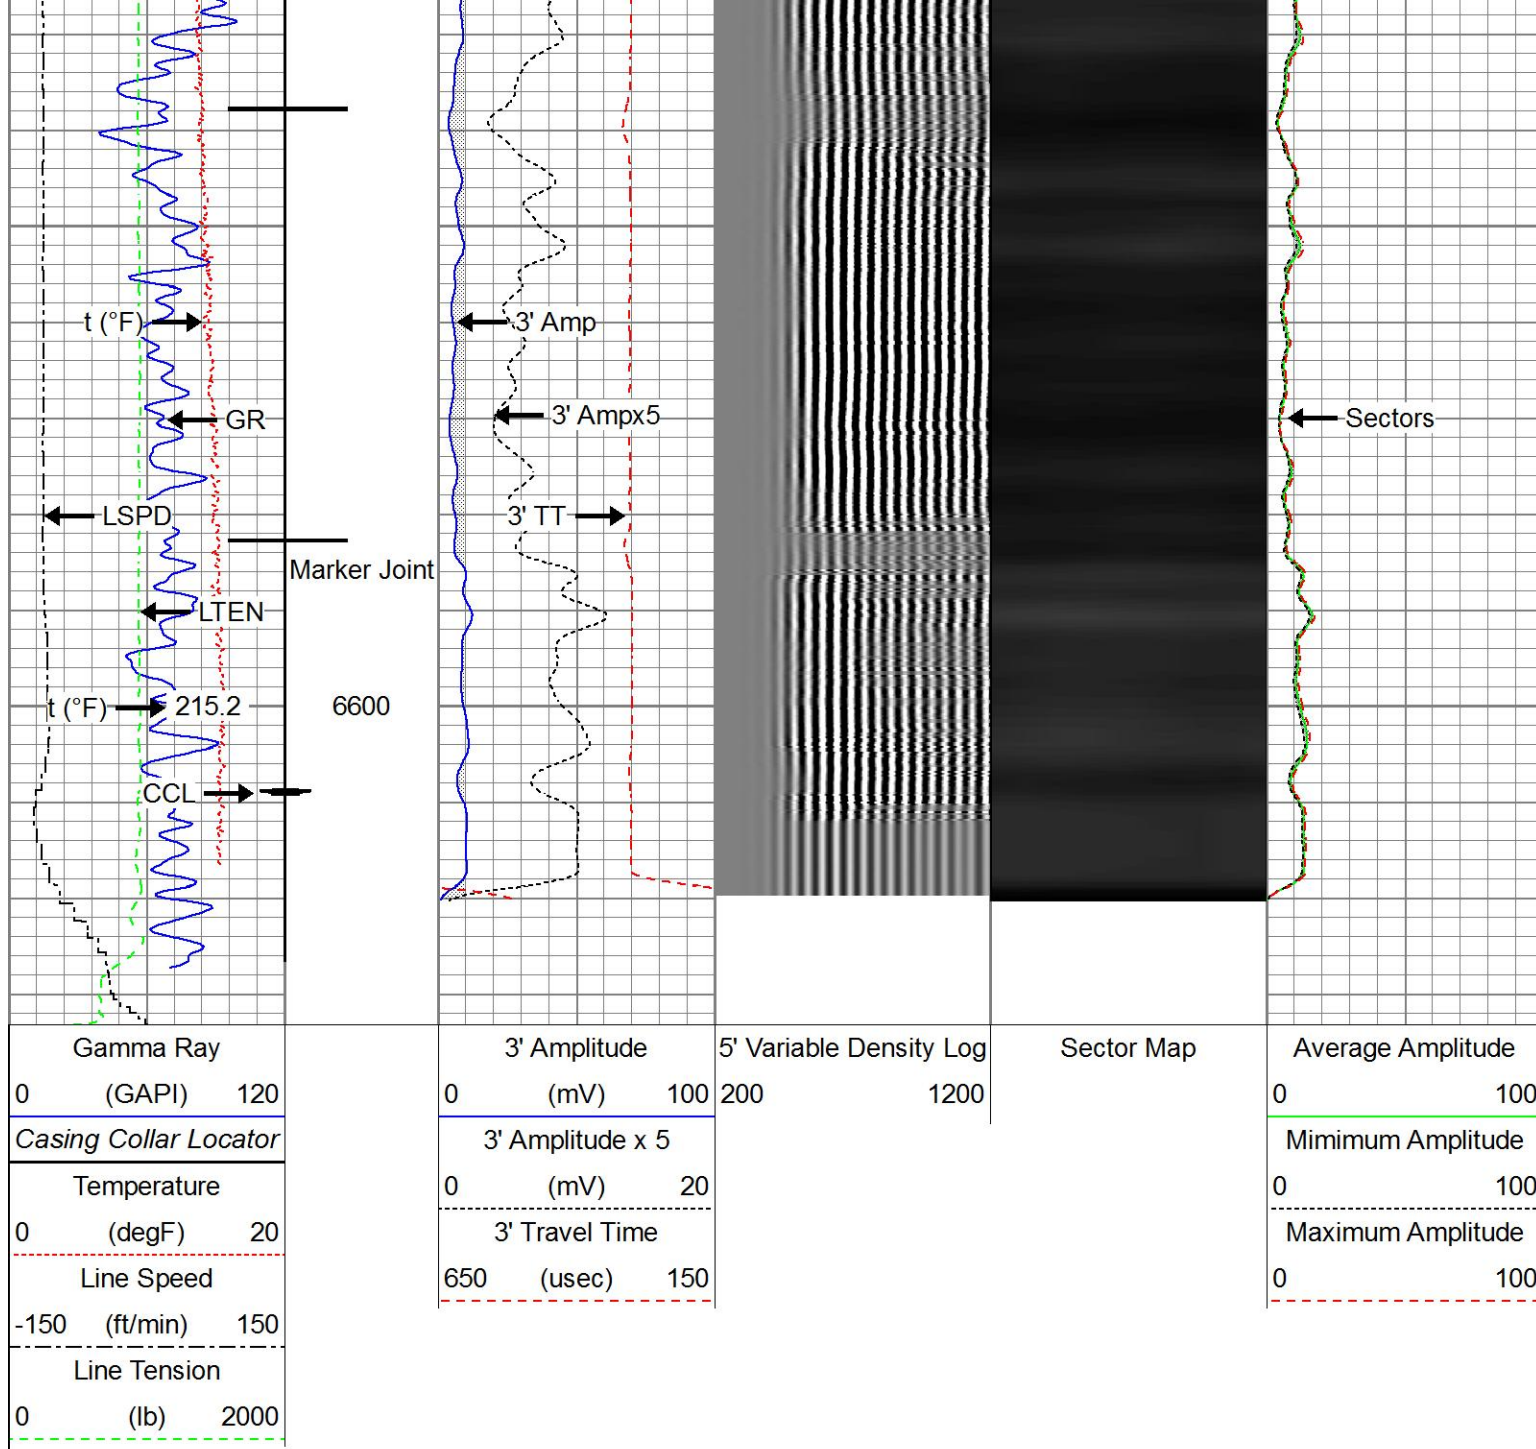 t (°F)
3' Amp
3' Ampx5
GR
Sectors
LSPD
3' TT
Marker Joint
LTEN
t (°F)
215.2
6600
CCL
Gamma Ray
0 (GAPI) 120
Casing Collar Locator
Temperature
0 (degF) 20
Line Speed
-150 (ft/min) 150
Line Tension
0 (lb) 2000
3' Amplitude
0 (mV) 100
3' Amplitude x 5
0 (mV) 20
3' Travel Time
650 (usec) 150
5' Variable Density Log
200 1200
Sector Map
Average Amplitude
0 100
Mimimum Amplitude
0 100
Maximum Amplitude
0 100